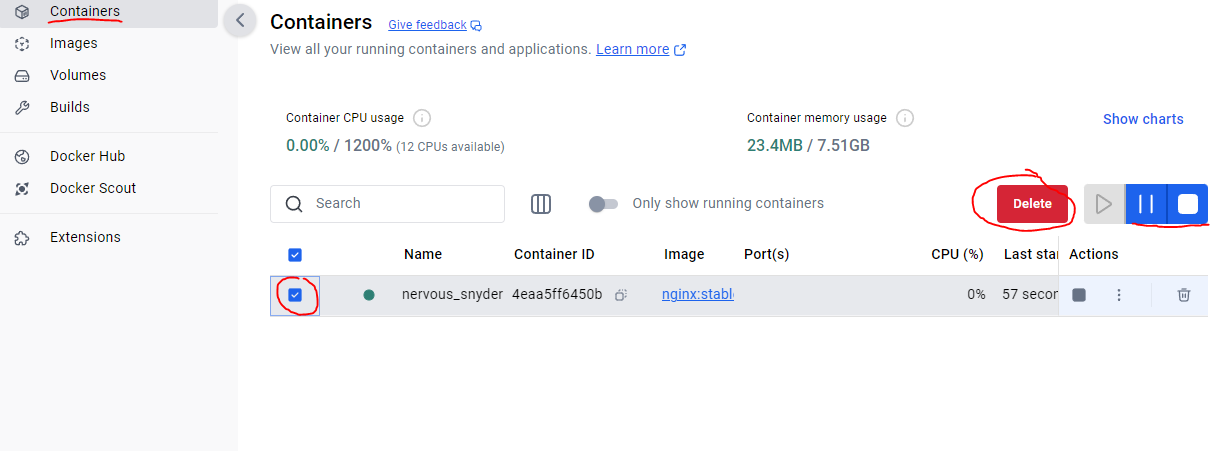 Containers
Images
Volumes
Builds
Docker Hub
Docker Scout
Extensions
Containers Give feedback
View all your running containers and applications. Learn more
Container CPU usage
0.00% / 1200% (12 CPUs available)
Container memory usage
23.4MB / 7.51GB
Show charts
Search
Only show running containers
Delete
Name Container ID Image Port(s) CPU (%) Last star Actions
nervous_snyder 4eaa5ff6450b nginx:stabl 0% 57 secor